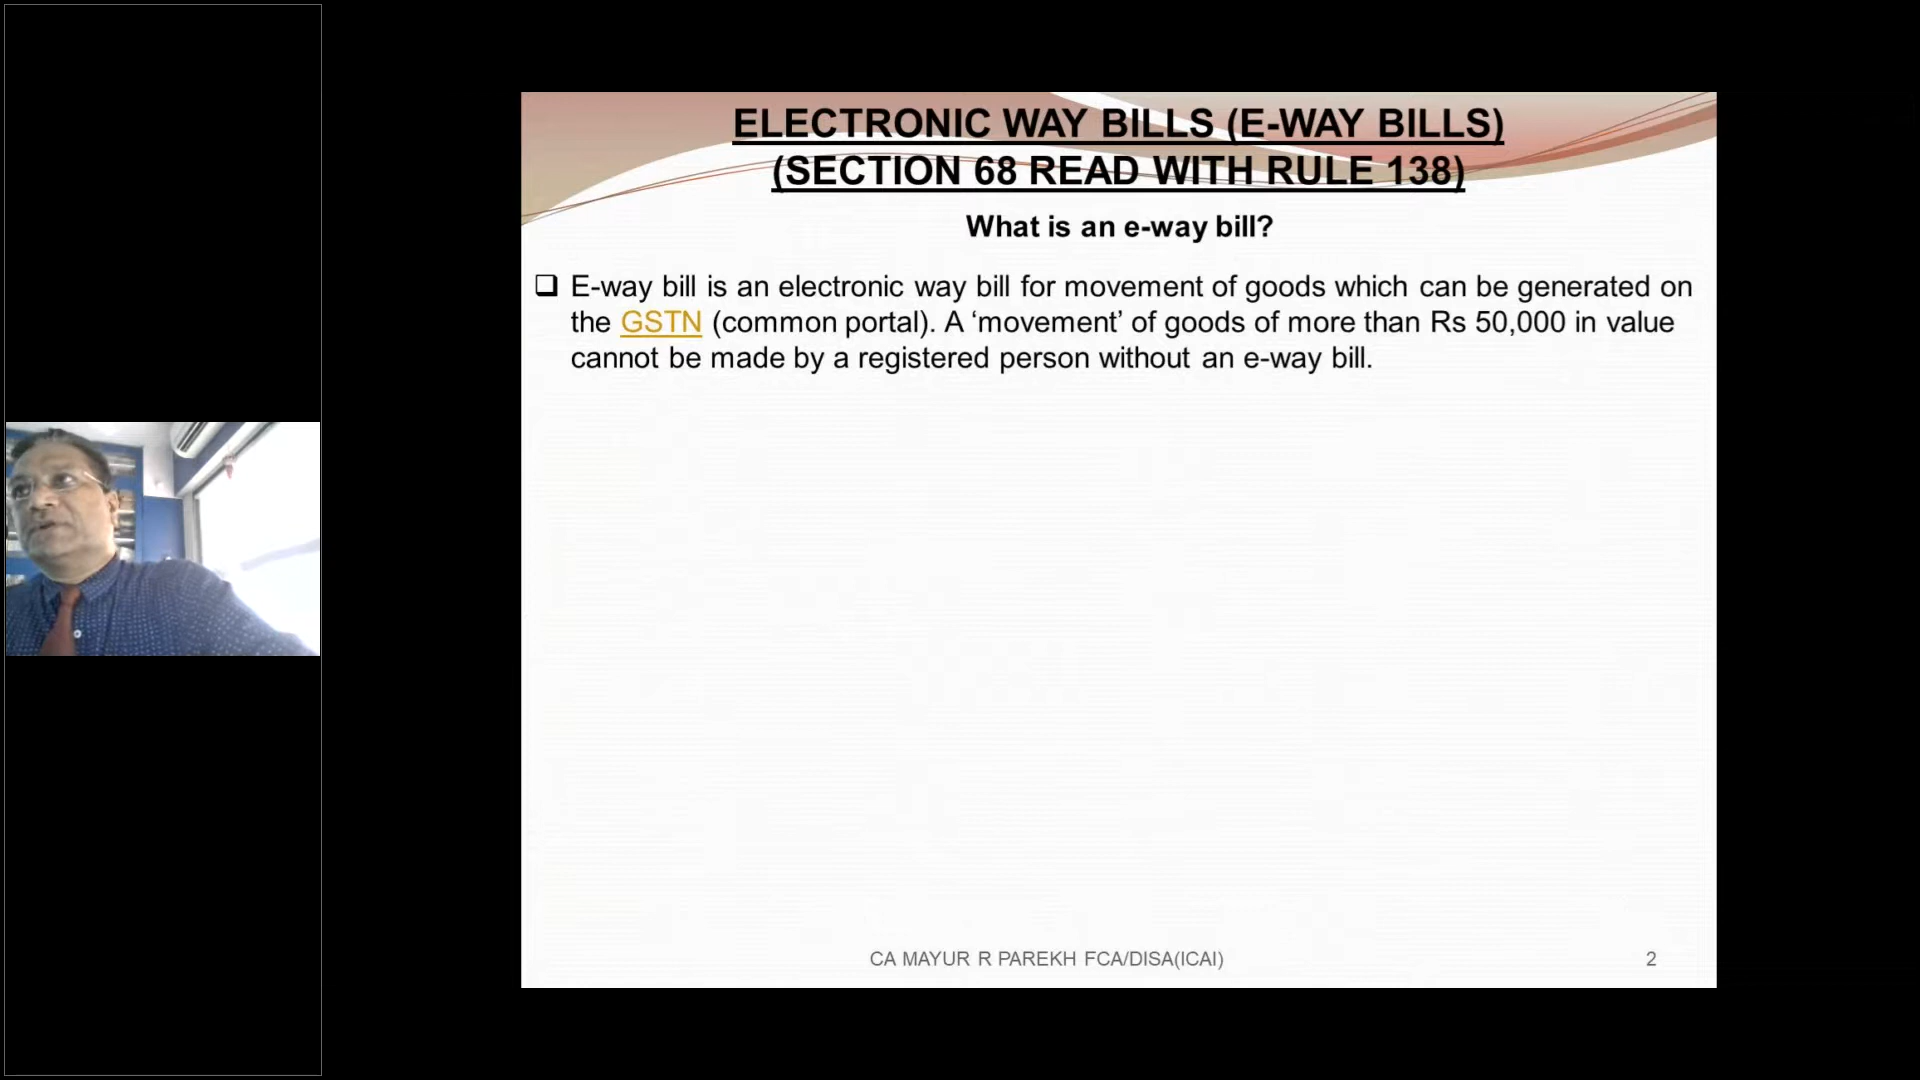 ELECTRONIC WAY BILLS (E-WAY BILLS)
(SECTION 68 READ WITH RULE 138)
What is an e-way bill?
❑ E-way bill is an electronic way bill for movement of goods which can be generated on
the GSTN (common portal). A ‘movement’ of goods of more than Rs 50,000 in value
cannot be made by a registered person without an e-way bill.
CA MAYUR R PAREKH FCA/DISA(ICAI)
2